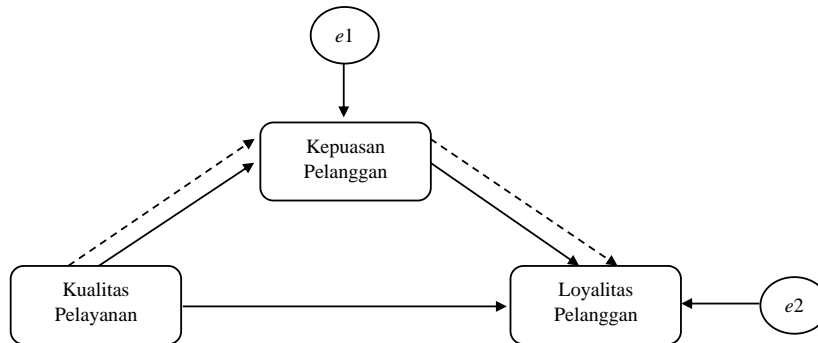 e1
Kepuasan
Pelanggan
Kualitas
Pelayanan
Loyalitas
Pelanggan
e2